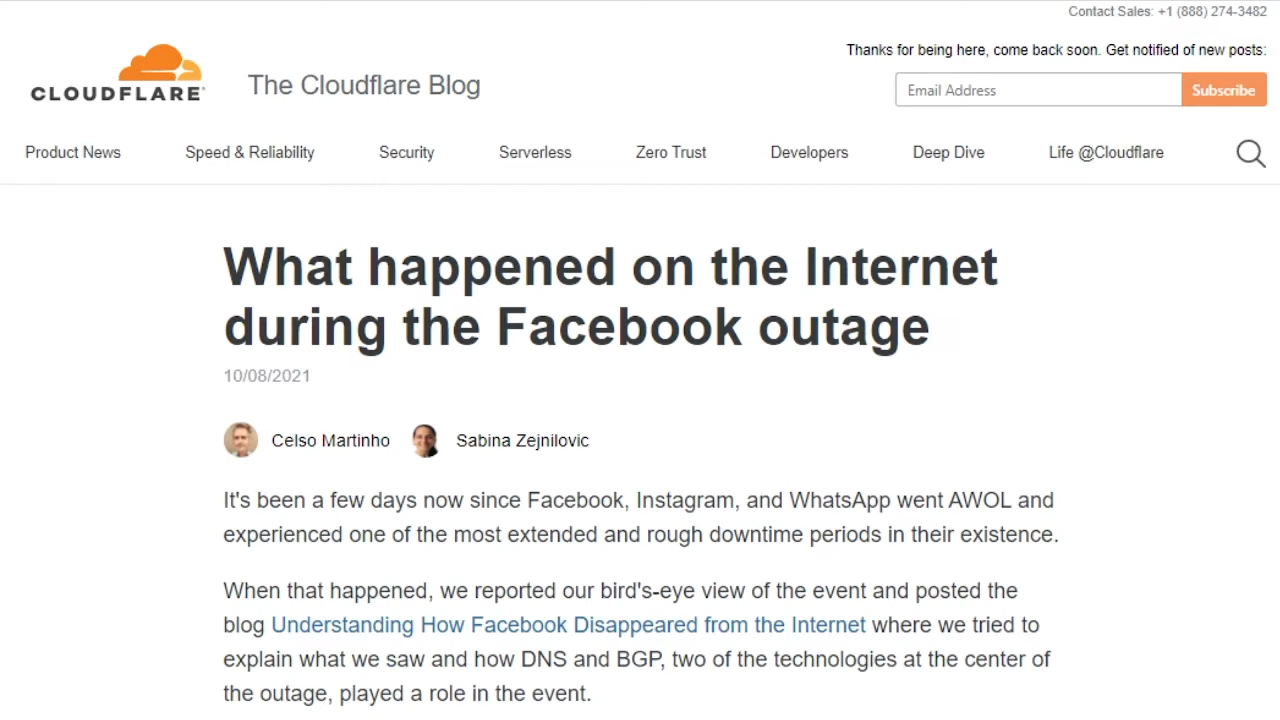 Contact Sales: +1 (888) 274-3482
Thanks for being here, come back soon. Get notified of new posts:
CLOUDFLARE
The Cloudflare Blog
Email Address
Subscribe
Product News
Speed & Reliability
Security
Serverless
Zero Trust
Developers
Deep Dive
Life @Cloudflare
What happened on the Internet
during the Facebook outage
10/08/2021
Celso Martinho
Sabina Zejnilovic
It's been a few days now since Facebook, Instagram, and WhatsApp went AWOL and
experienced one of the most extended and rough downtime periods in their existence.
When that happened, we reported our bird's-eye view of the event and posted the
blog Understanding How Facebook Disappeared from the Internet where we tried to
explain what we saw and how DNS and BGP, two of the technologies at the center of
the outage, played a role in the event.